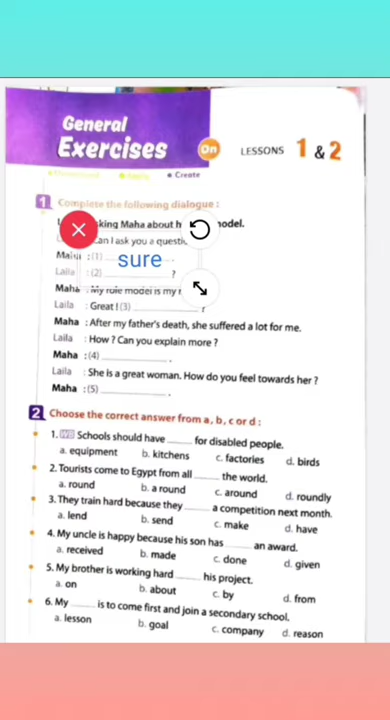 General
Exercises On LESSONS 1 & 2
• Create
1 Complete the following dialogue :
king Maha about h odel.
an I ask you a questi
Maha : (1) sure
Laila : (2) ?
Maha : My role model is my
Laila : Great ! (3) ?
Maha : After my father's death, she suffered a lot for me.
Laila : How ? Can you explain more ?
Maha : (4) .
Laila : She is a great woman. How do you feel towards her ?
Maha : (5) .
2 Choose the correct answer from a, b, c or d :
1. WB Schools should have ______ for disabled people.
a. equipment b. kitchens c. factories d. birds
2. Tourists come to Egypt from all ______ the world.
a. round b. a round c. around d. roundly
3. They train hard because they ______ a competition next month.
a. lend b. send c. make d. have
4. My uncle is happy because his son has ______ an award.
a. received b. made c. done d. given
5. My brother is working hard ______ his project.
a. on b. about c. by d. from
6. My ______ is to come first and join a secondary school.
a. lesson b. goal c. company d. reason